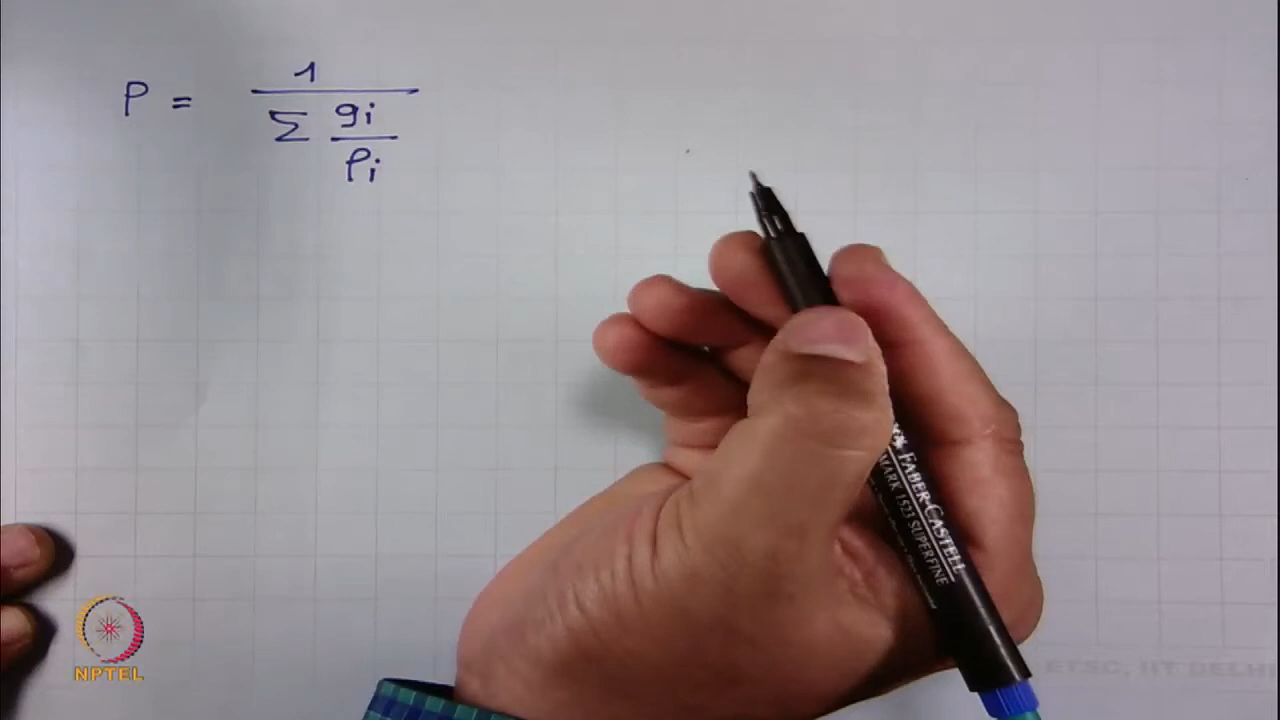 ρ = 1 / Σ gi / ρi
FABER-CASTELL
MARK 1523 SUPERFINE
NPTEL
ETSC, IIT DELHI